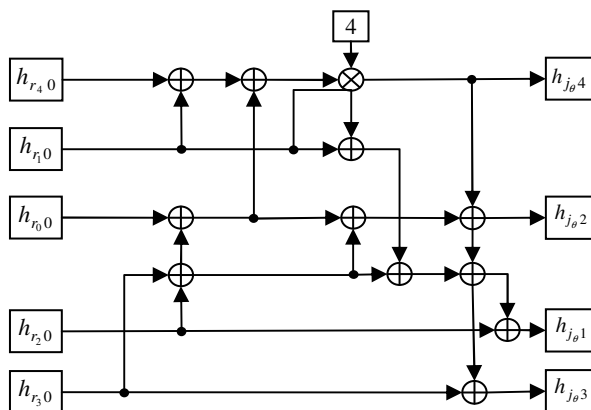 4
h_{r_4 0}
h_{j_θ 4}
h_{r_1 0}
h_{r_0 0}
h_{j_θ 2}
h_{r_2 0}
h_{j_θ 1}
h_{r_3 0}
h_{j_θ 3}